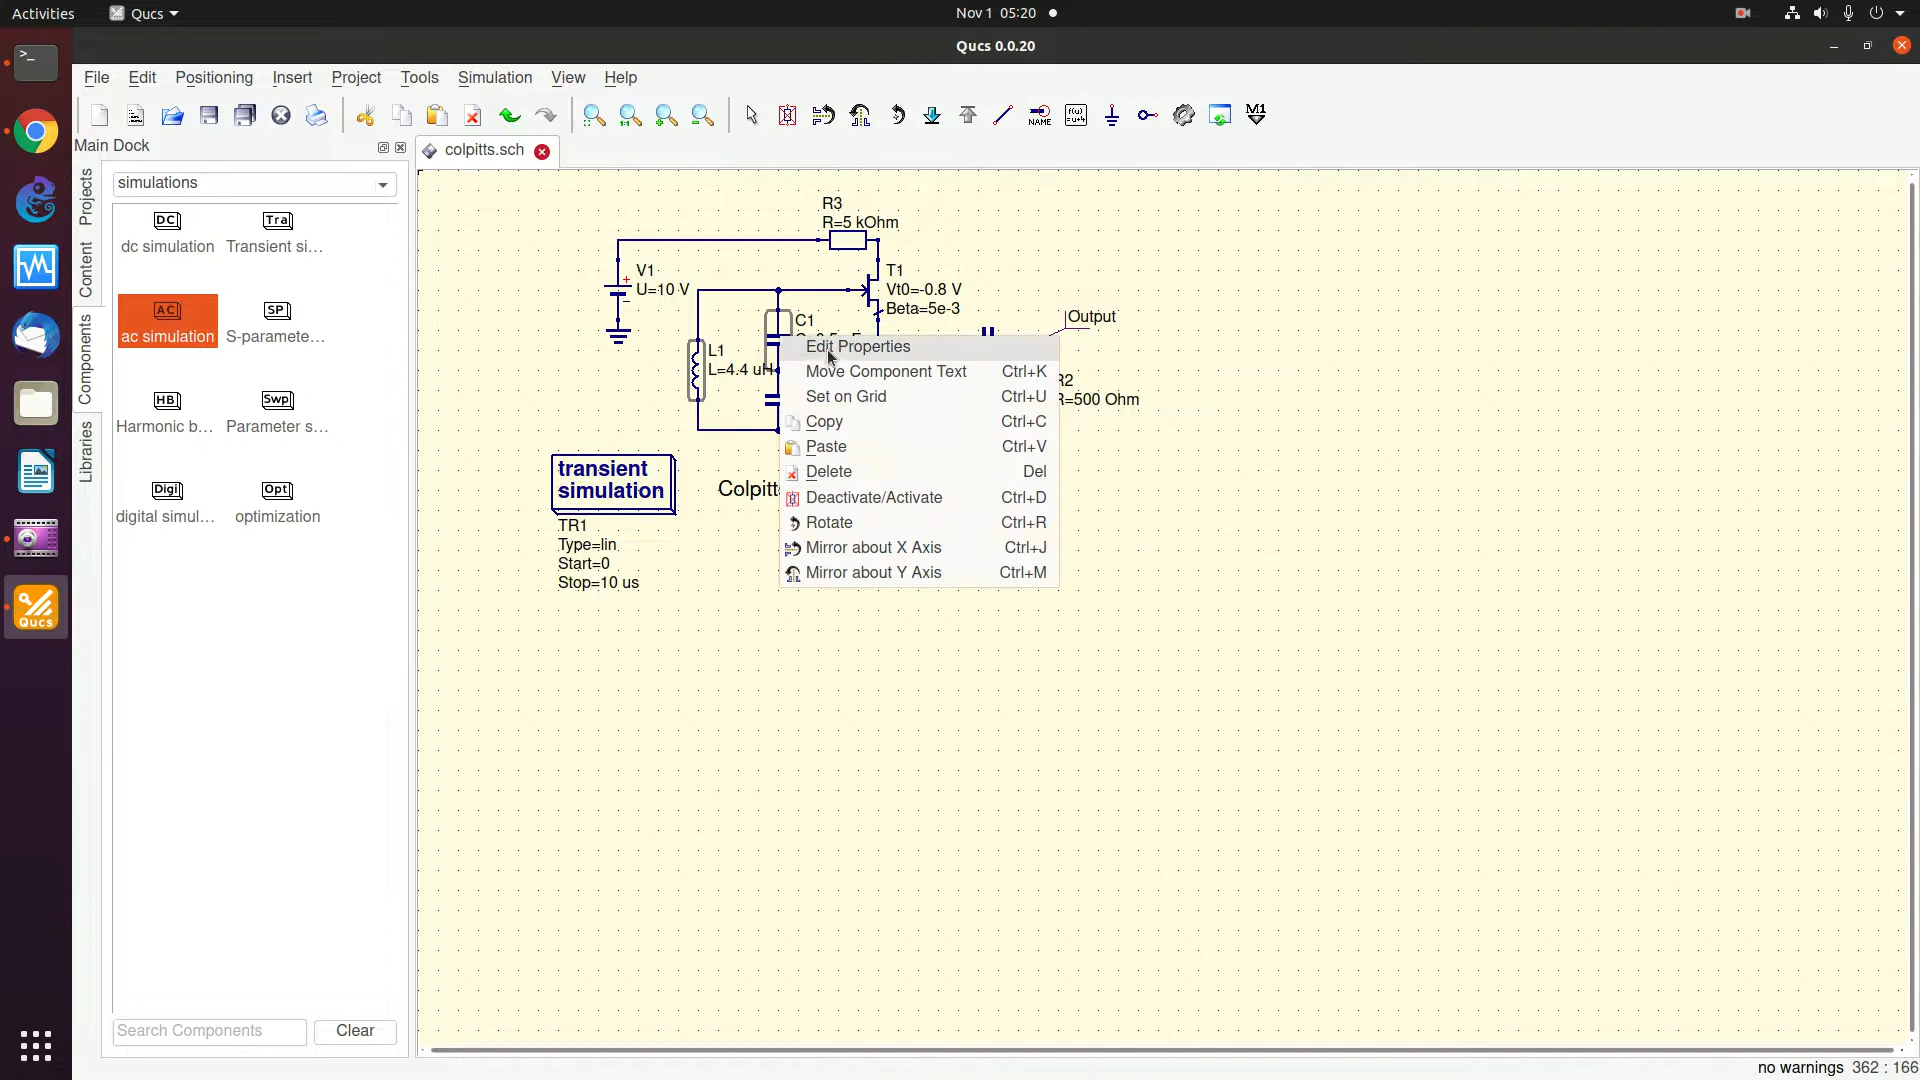 Activities
Qucs
Nov 1 05:20
Qucs 0.0.20
File Edit Positioning Insert Project Tools Simulation View Help
NAME
M1
Main Dock
colpitts.sch
Projects
Content
Components
Libraries
simulations
DC
dc simulation
Tra
Transient si...
AC
ac simulation
SP
S-paramete...
HB
Harmonic b...
Swp
Parameter s...
Digi
digital simul...
Opt
optimization
Search Components
Clear
R3
R=5 kOhm
V1
U=10 V
T1
Vt0=-0.8 V
Beta=5e-3
C1
Output
L1
L=4.4 uH
R2
R=500 Ohm
transient
simulation
TR1
Type=lin
Start=0
Stop=10 us
Colpitts
Edit Properties
Move Component Text Ctrl+K
Set on Grid Ctrl+U
Copy Ctrl+C
Paste Ctrl+V
Delete Del
Deactivate/Activate Ctrl+D
Rotate Ctrl+R
Mirror about X Axis Ctrl+J
Mirror about Y Axis Ctrl+M
Qucs
no warnings 362 : 166